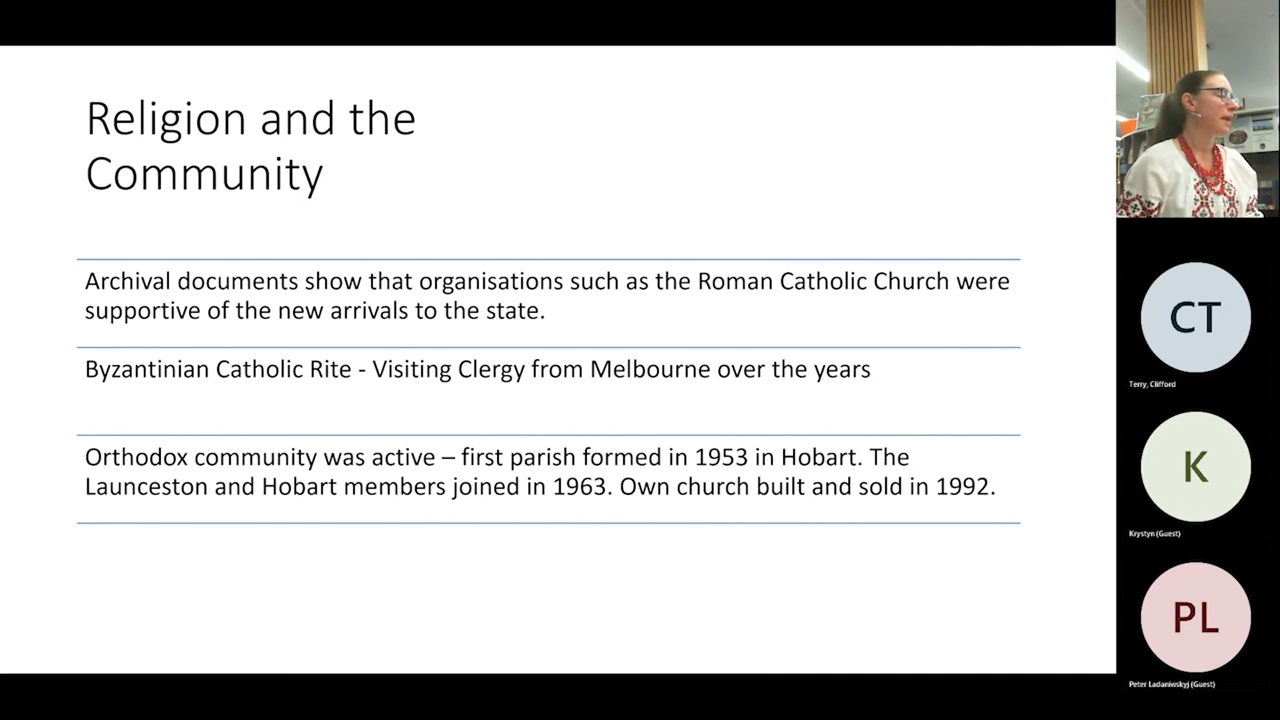 Religion and the
Community
Archival documents show that organisations such as the Roman Catholic Church were
supportive of the new arrivals to the state.
Byzantinian Catholic Rite - Visiting Clergy from Melbourne over the years
Orthodox community was active – first parish formed in 1953 in Hobart. The
Launceston and Hobart members joined in 1963. Own church built and sold in 1992.
CT
Terry, Clifford
K
Krystyn (Guest)
PL
Peter Ladaniwskyj (Guest)